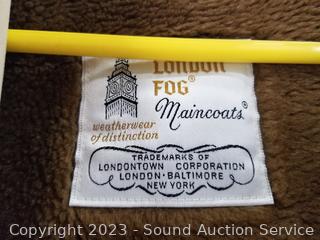 LONDON
FOG®
Maincoats®
weatherwear
of distinction
TRADEMARKS OF
LONDONTOWN CORPORATION
LONDON • BALTIMORE
NEW YORK
Copyright 2023 - Sound Auction Service